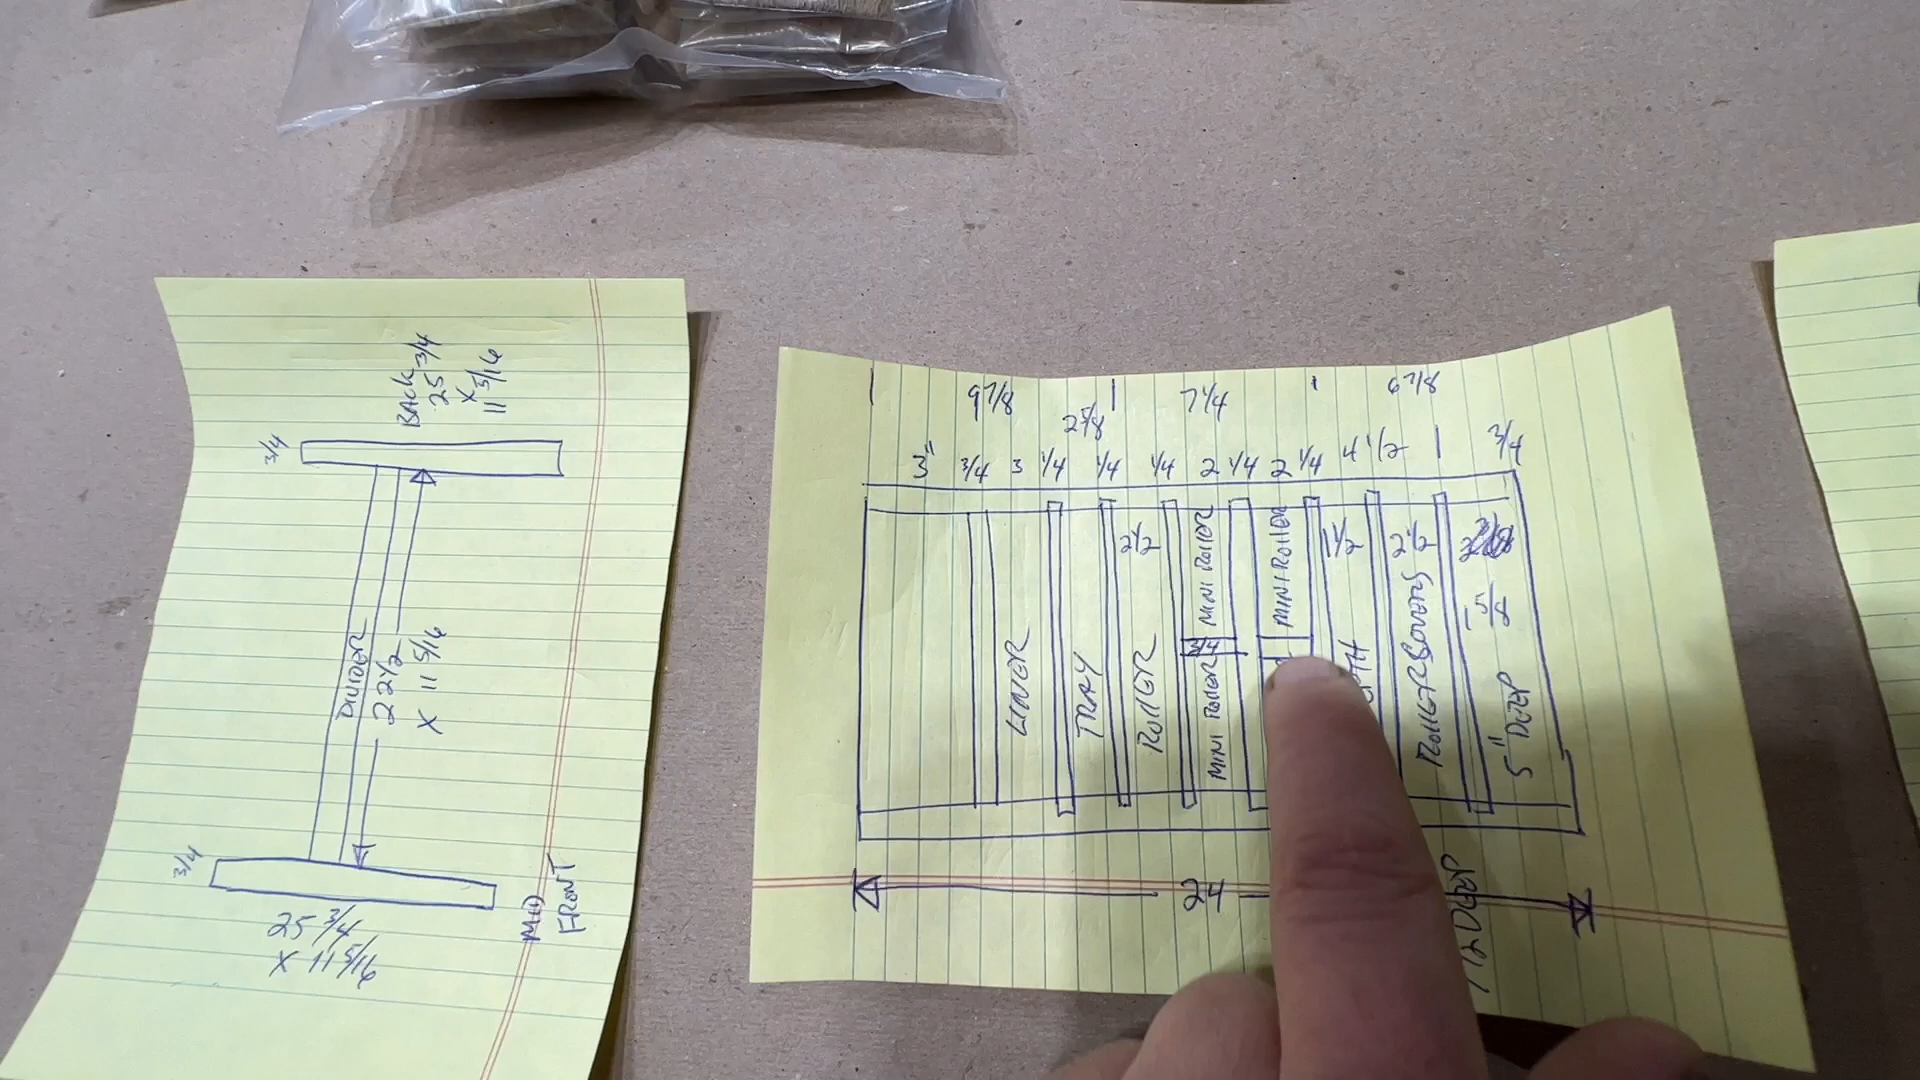 BACK
25 3/4
X
11 5/16
3/4
DIVIDER
22 1/2
X 11 5/16
3/4
25 3/4
X 11 5/16
MID
FRONT
9 7/8
7 1/4
6 7/8
2 5/8
3" 3/4 3 1/4 1/4 1/4 2 1/4 2 1/4 4 1/2 3/4
2 1/2
1 1/2
2 1/2
1 5/8
LINER
TRAY
ROLLER
MINI ROLLER
3/4
MINI ROLLER
MINI ROLLER
ROLLER COVERS
5" DEEP
24
1/2 DEEP